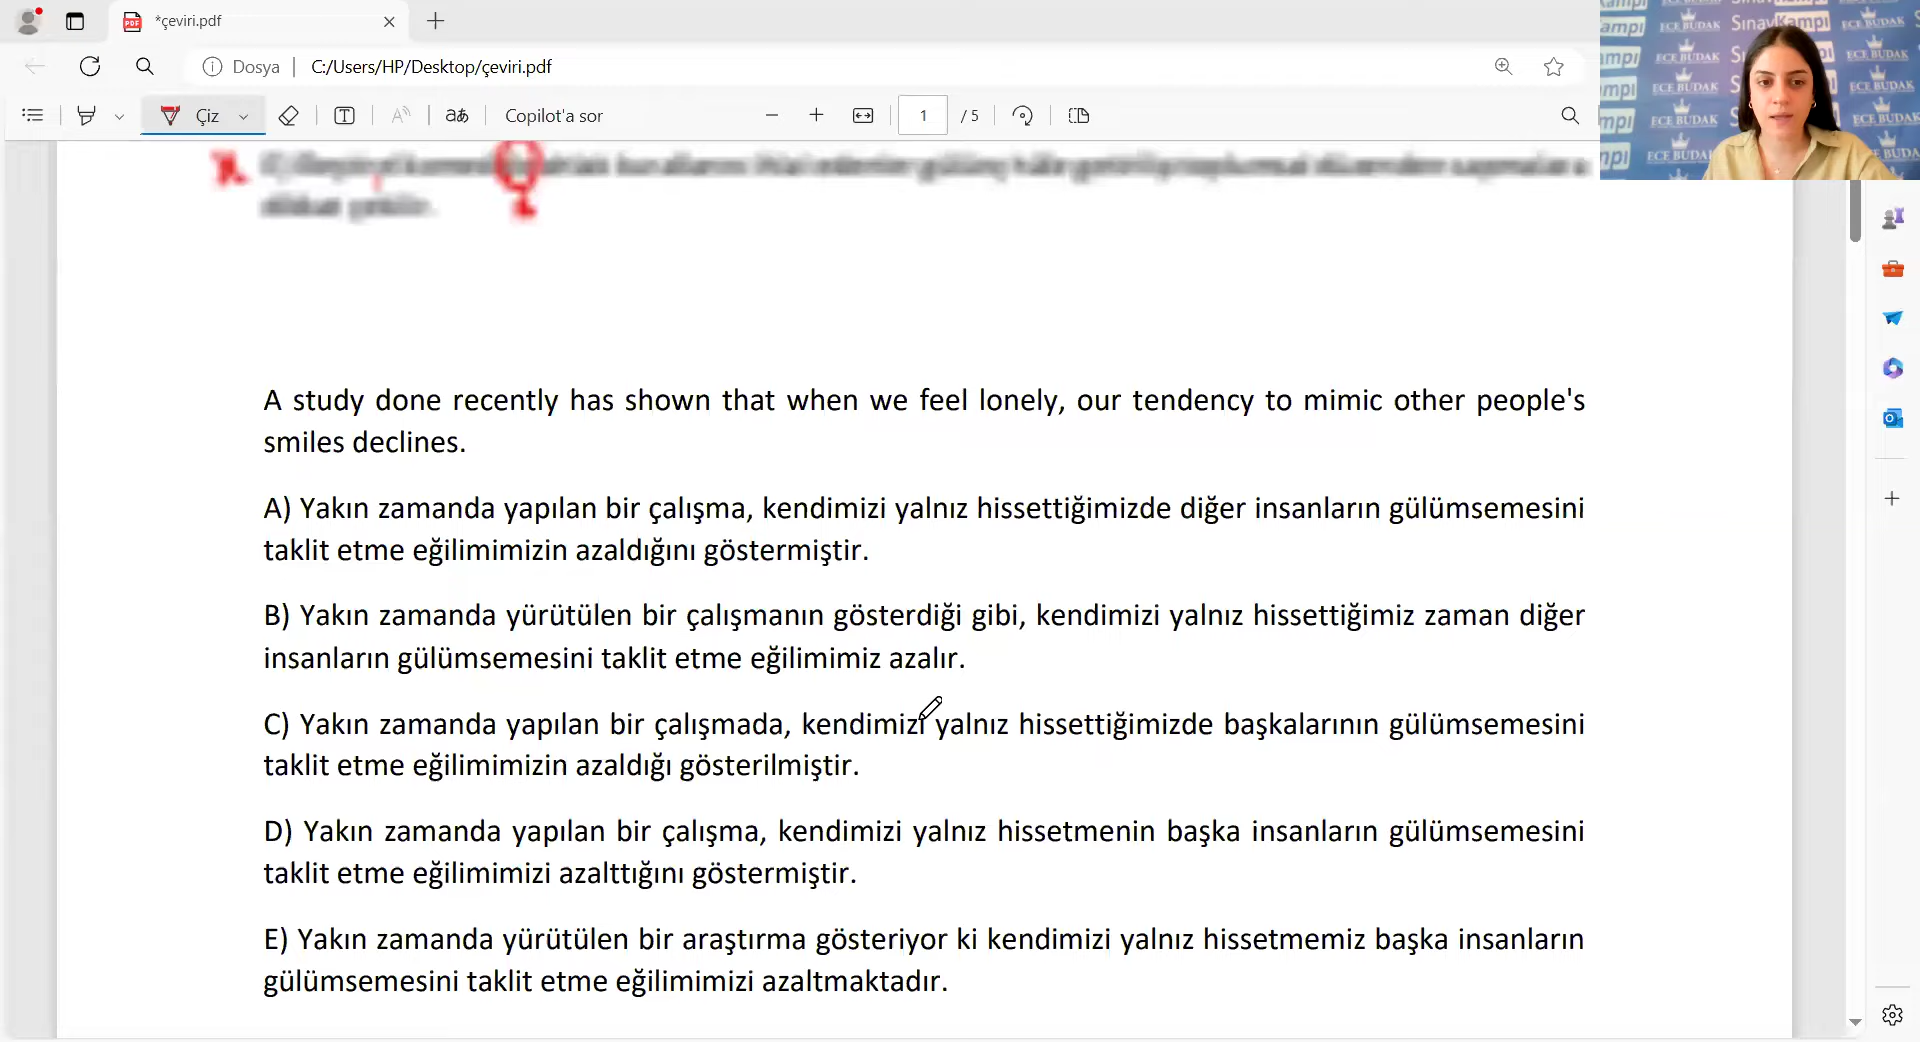 *çeviri.pdf
Dosya
C:/Users/HP/Desktop/çeviri.pdf
Çiz
Copilot'a sor
1
/ 5
SınavKampı
ECE BUDAK
A study done recently has shown that when we feel lonely, our tendency to mimic other people's
smiles declines.
A) Yakın zamanda yapılan bir çalışma, kendimizi yalnız hissettiğimizde diğer insanların gülümsemesini
taklit etme eğilimimizin azaldığını göstermiştir.
B) Yakın zamanda yürütülen bir çalışmanın gösterdiği gibi, kendimizi yalnız hissettiğimiz zaman diğer
insanların gülümsemesini taklit etme eğilimimiz azalır.
C) Yakın zamanda yapılan bir çalışmada, kendimizi yalnız hissettiğimizde başkalarının gülümsemesini
taklit etme eğilimimizin azaldığı gösterilmiştir.
D) Yakın zamanda yapılan bir çalışma, kendimizi yalnız hissetmenin başka insanların gülümsemesini
taklit etme eğilimimizi azalttığını göstermiştir.
E) Yakın zamanda yürütülen bir araştırma gösteriyor ki kendimizi yalnız hissetmemiz başka insanların
gülümsemesini taklit etme eğilimimizi azaltmaktadır.